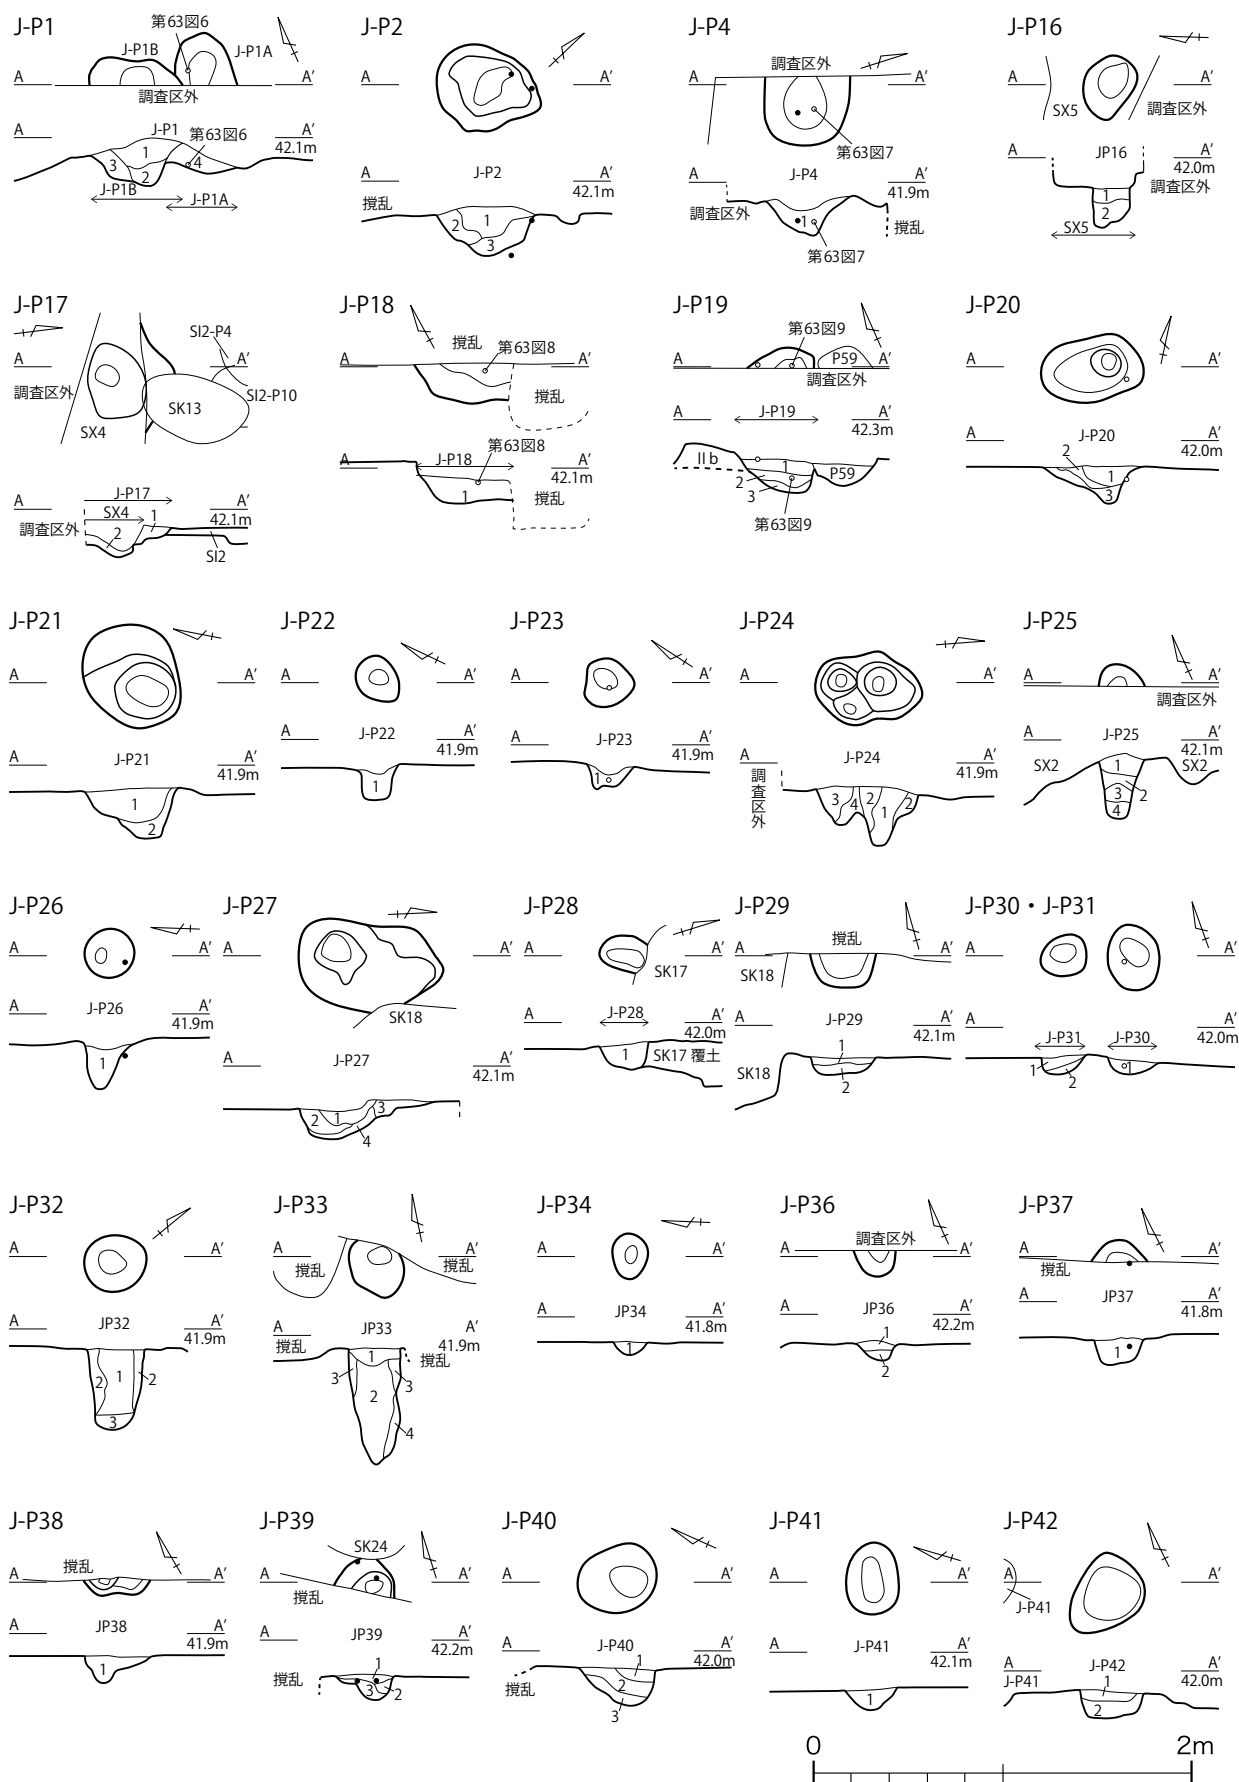 J-P1
第63図6
J-P1B
J-P1A
A
A'
調査区外
A
J-P1
第63図6
A'
42.1m
1
3
2
4
J-P1B
J-P1A
J-P2
A
A'
A
J-P2
A'
42.1m
撹乱
1
2
3
J-P4
調査区外
A
A'
第63図7
A
J-P4
A'
41.9m
調査区外
1
撹乱
第63図7
J-P16
A
A'
SX5
調査区外
A
JP16
A'
42.0m
調査区外
1
2
SX5
J-P17
SI2-P4
A
A'
調査区外
SI2-P10
SK13
SX4
A
J-P17
A'
SX4
1
42.1m
調査区外
2
SI2
J-P18
撹乱
第63図8
A
A'
撹乱
第63図8
A
J-P18
A'
42.1m
1
撹乱
J-P19
第63図9
A
P59
A'
調査区外
A
J-P19
A'
42.3m
IIb
1
2
P59
3
第63図9
J-P20
A
A'
A
J-P20
A'
42.0m
2
1
3
J-P21
A
A'
A
J-P21
A'
41.9m
1
2
J-P22
A
A'
A
J-P22
A'
41.9m
1
J-P23
A
A'
A
J-P23
A'
41.9m
1
J-P24
A
A'
A
J-P24
A'
41.9m
調査区外
3
4
2
1
2
J-P25
A
A'
調査区外
A
J-P25
A'
42.1m
SX2
1
SX2
3
2
4
J-P26
A
A'
A
J-P26
A'
41.9m
1
J-P27
A
A'
SK18
A
J-P27
A'
42.1m
2
1
3
4
J-P28
A
A'
SK17
A
J-P28
A'
42.0m
1
SK17 覆土
J-P29
撹乱
A
A'
SK18
A
J-P29
A'
42.1m
1
SK18
2
J-P30・J-P31
A
A'
A
J-P31
J-P30
A'
42.0m
1
2
1
J-P32
A
A'
A
JP32
A'
41.9m
2
1
2
3
J-P33
A
A'
撹乱
撹乱
A
JP33
A'
41.9m
撹乱
1
撹乱
3
3
2
4
J-P34
A
A'
A
JP34
A'
41.8m
1
J-P36
調査区外
A
A'
A
JP36
A'
42.2m
1
2
J-P37
A
A'
撹乱
A
JP37
A'
41.8m
1
J-P38
撹乱
A
A'
A
JP38
A'
41.9m
1
J-P39
SK24
A
A'
撹乱
A
JP39
A'
42.2m
撹乱
1
3
2
J-P40
A
A'
A
J-P40
A'
42.0m
撹乱
1
2
3
J-P41
A
A'
A
J-P41
A'
42.1m
1
J-P42
A
A'
J-P41
A
J-P42
A'
J-P41
42.0m
1
2
0
2m